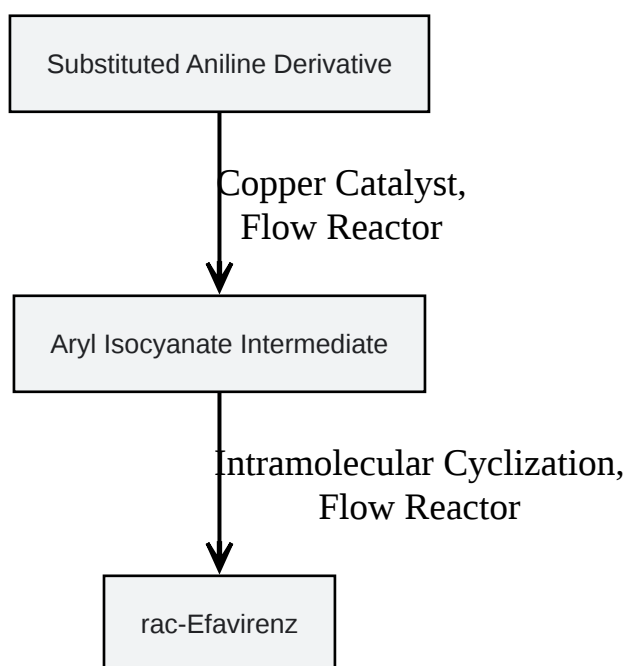 Substituted Aniline Derivative
Copper Catalyst,
Flow Reactor
Aryl Isocyanate Intermediate
Intramolecular Cyclization,
Flow Reactor
rac-Efavirenz